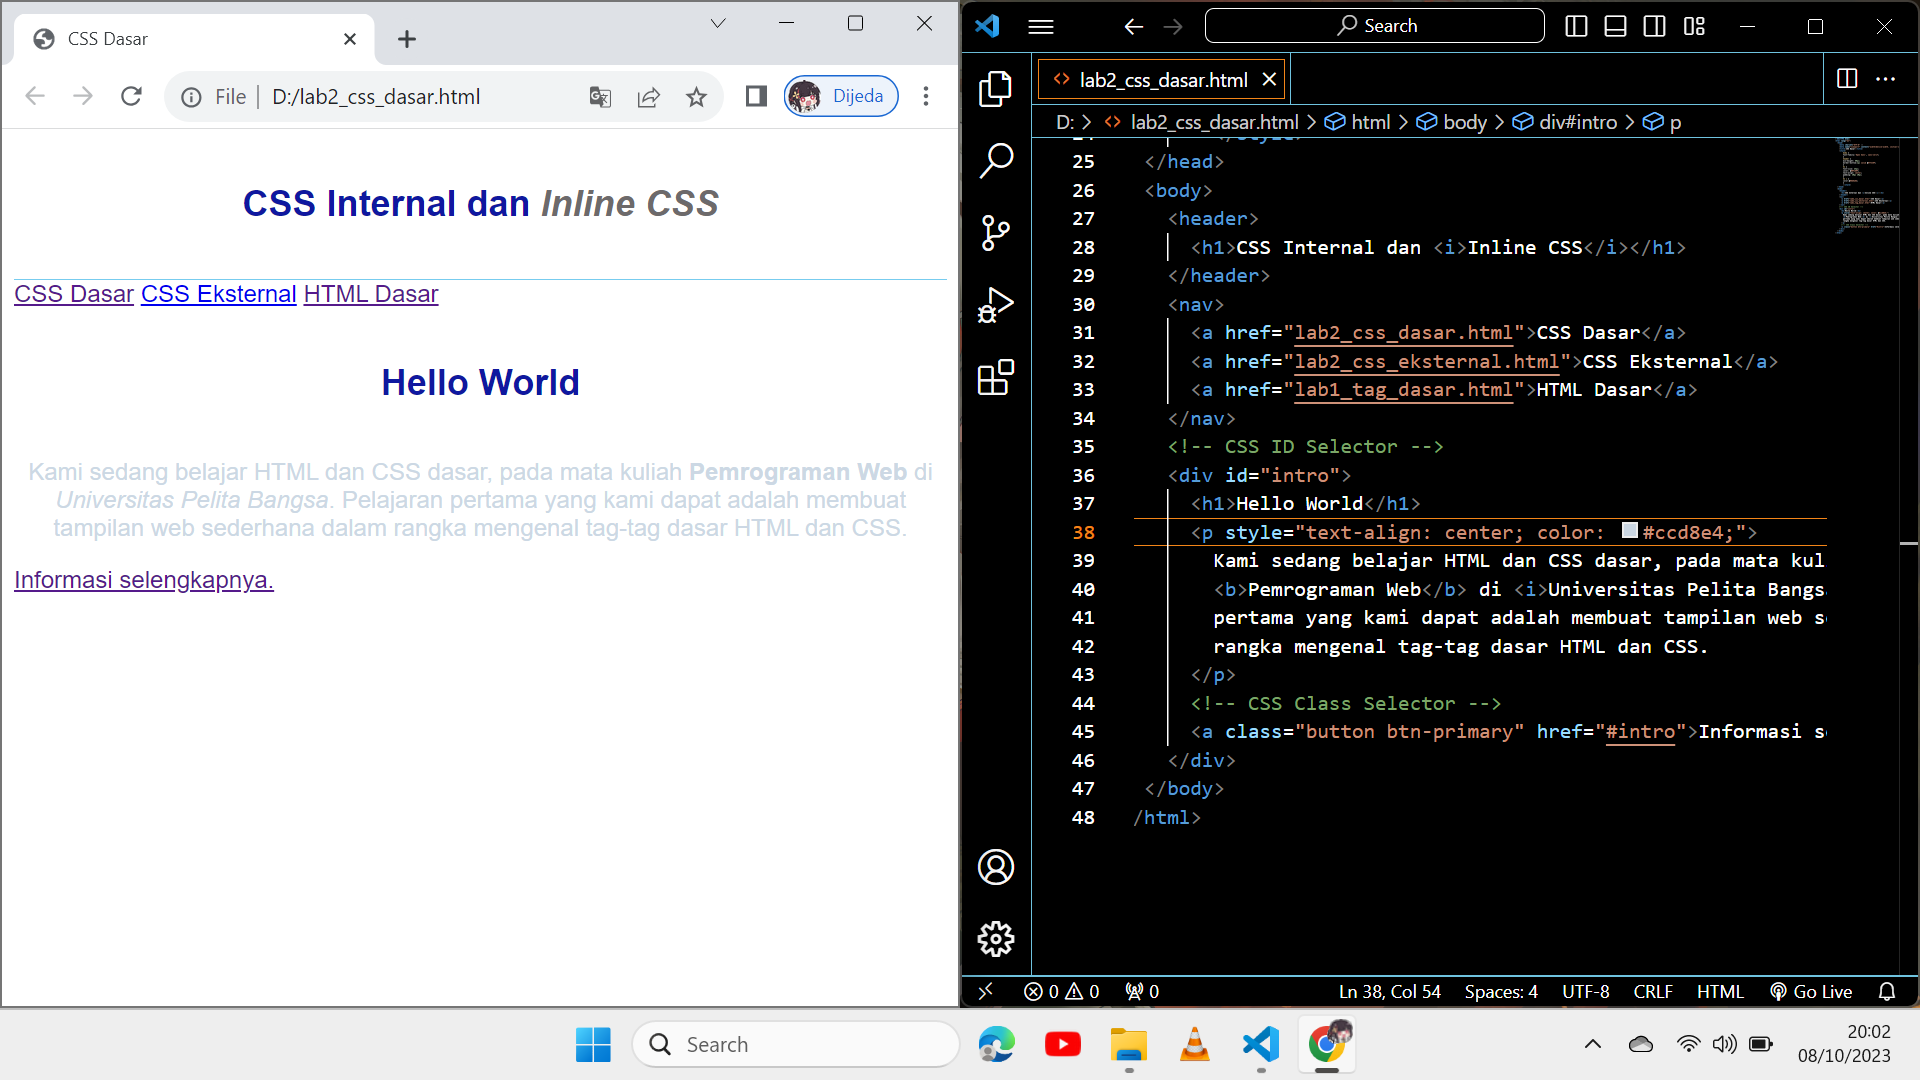 CSS Dasar
File
D:/lab2_css_dasar.html
Dijeda
CSS Internal dan Inline CSS
CSS Dasar CSS Eksternal HTML Dasar
Hello World
Kami sedang belajar HTML dan CSS dasar, pada mata kuliah Pemrograman Web di
Universitas Pelita Bangsa. Pelajaran pertama yang kami dapat adalah membuat
tampilan web sederhana dalam rangka mengenal tag-tag dasar HTML dan CSS.
Informasi selengkapnya.
Search
lab2_css_dasar.html
D: > lab2_css_dasar.html > html > body > div#intro > p
25 </head>
26 <body>
27 <header>
28 <h1>CSS Internal dan <i>Inline CSS</i></h1>
29 </header>
30 <nav>
31 <a href="lab2_css_dasar.html">CSS Dasar</a>
32 <a href="lab2_css_eksternal.html">CSS Eksternal</a>
33 <a href="lab1_tag_dasar.html">HTML Dasar</a>
34 </nav>
35 <!-- CSS ID Selector -->
36 <div id="intro">
37 <h1>Hello World</h1>
38 <p style="text-align: center; color: #ccd8e4;">
39 Kami sedang belajar HTML dan CSS dasar, pada mata kul
40 <b>Pemrograman Web</b> di <i>Universitas Pelita Bangs
41 pertama yang kami dapat adalah membuat tampilan web s
42 rangka mengenal tag-tag dasar HTML dan CSS.
43 </p>
44 <!-- CSS Class Selector -->
45 <a class="button btn-primary" href="#intro">Informasi s
46 </div>
47 </body>
48 /html>
0 0 0
Ln 38, Col 54 Spaces: 4 UTF-8 CRLF HTML Go Live
Search
20:02
08/10/2023